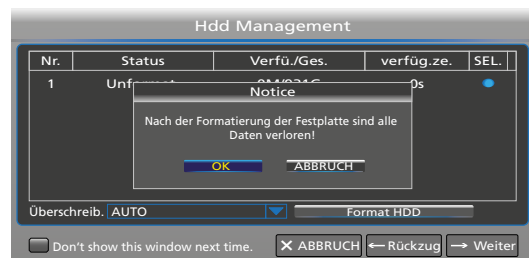 Hdd Management
Nr. Status Verfü./Ges. verfüg.ze. SEL.
1 0s
Notice
Nach der Formatierung der Festplatte sind alle
Daten verloren!
OK ABBRUCH
Überschreib. AUTO Format HDD
Don't show this window next time. ABBRUCH Rückzug Weiter